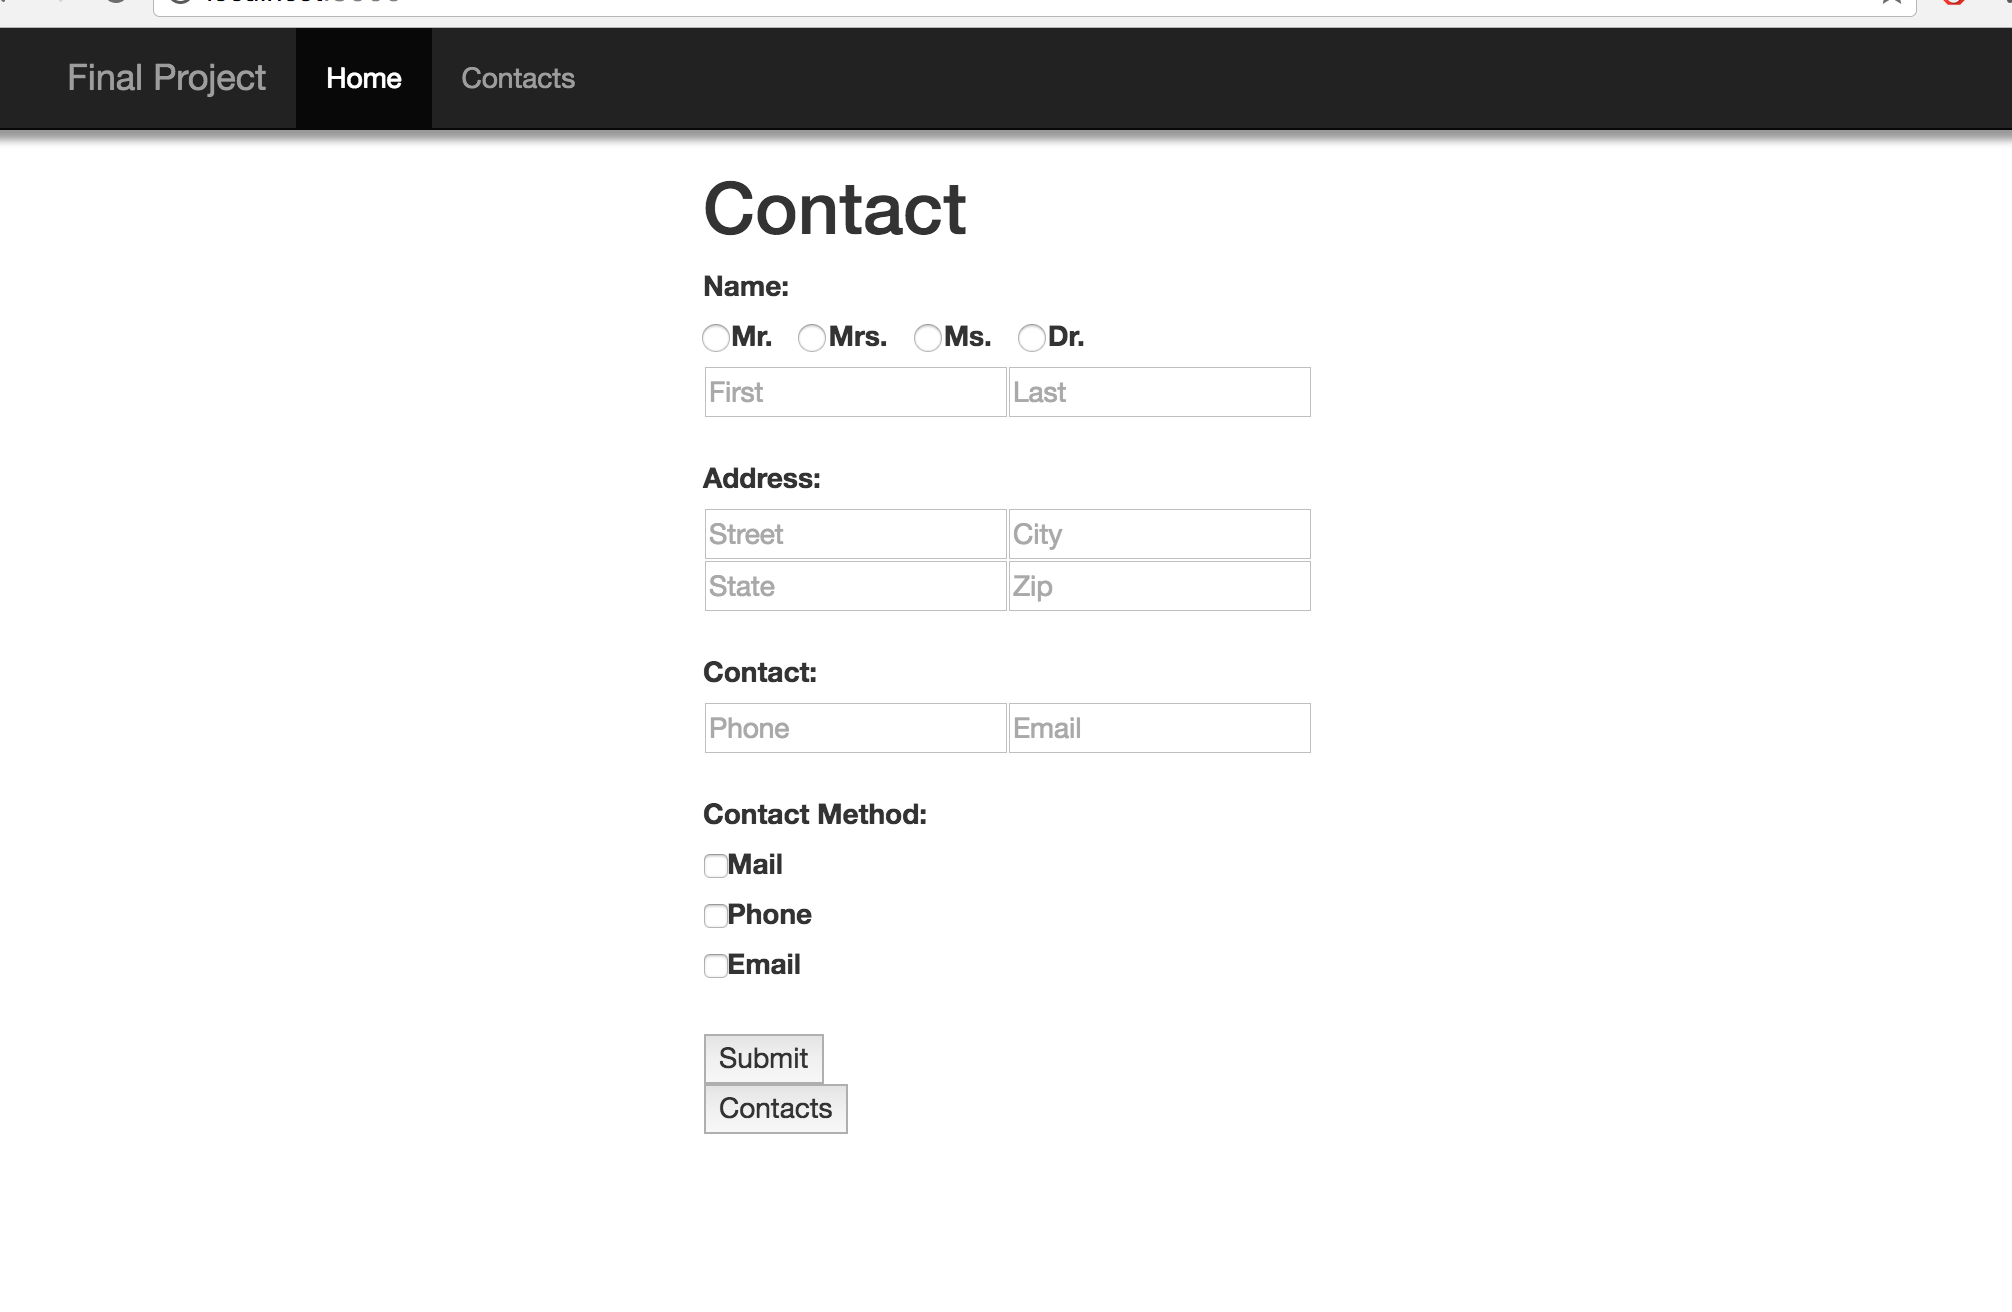 Final Project Home Contacts
Contact
Name:
Mr. Mrs. Ms. Dr.
First Last
Address:
Street City
State Zip
Contact:
Phone Email
Contact Method:
Mail
Phone
Email
Submit
Contacts